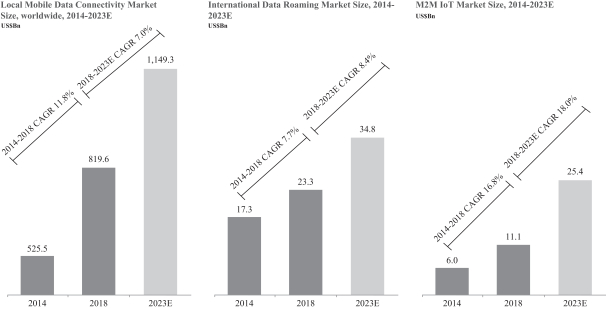 Local Mobile Data Connectivity Market
Size, worldwide, 2014-2023E
US$Bn
2014-2018 CAGR 11.8%
2018-2023E CAGR 7.0%
1,149.3
819.6
525.5
2014 2018 2023E
International Data Roaming Market Size, 2014-
2023E
US$Bn
2014-2018 CAGR 7.7%
2018-2023E CAGR 8.4%
34.8
23.3
17.3
2014 2018 2023E
M2M IoT Market Size, 2014-2023E
US$Bn
2014-2018 CAGR 16.8%
2018-2023E CAGR 18.0%
25.4
11.1
6.0
2014 2018 2023E